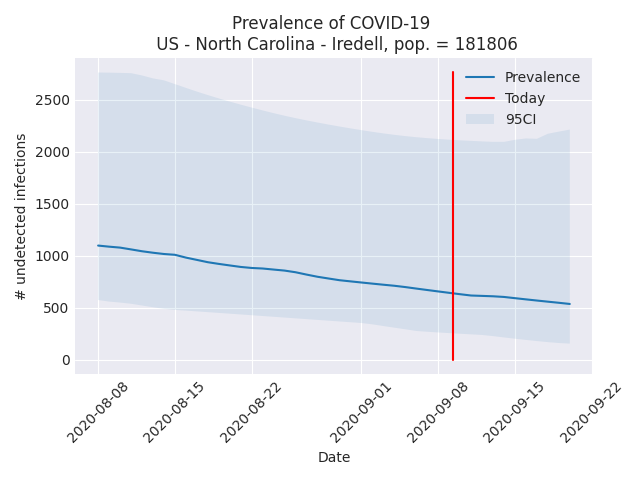 Prevalence of COVID-19
US - North Carolina - Iredell, pop. = 181806
Prevalence
Today
95CI
# undetected infections
2500
2000
1500
1000
500
0
2020-08-08
2020-08-15
2020-08-22
2020-09-01
2020-09-08
2020-09-15
2020-09-22
Date